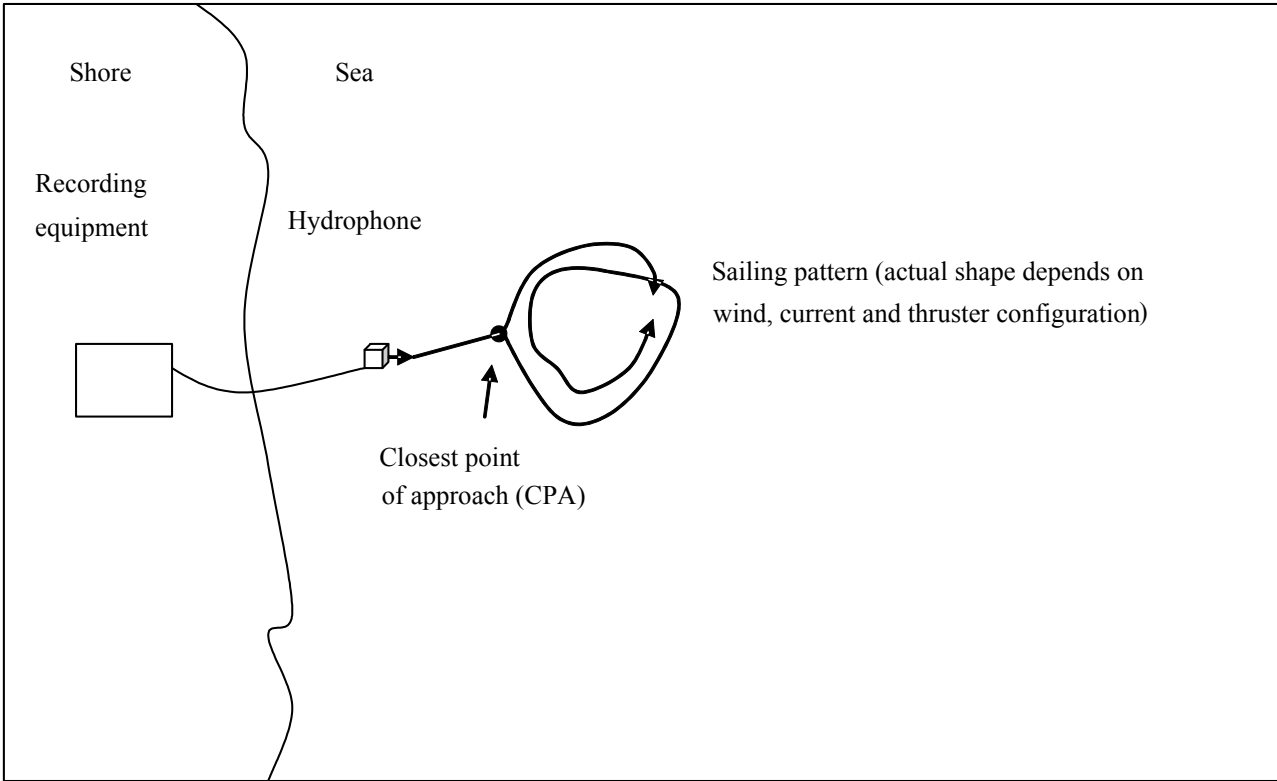 Shore
Sea
Recording
equipment
Hydrophone
Sailing pattern (actual shape depends on
wind, current and thruster configuration)
Closest point
of approach (CPA)